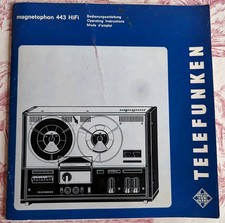 magnetophon 443 HiFi
Bedienungsanleitung
Operating Instructions
Mode d'emploi
TELEFUNKEN